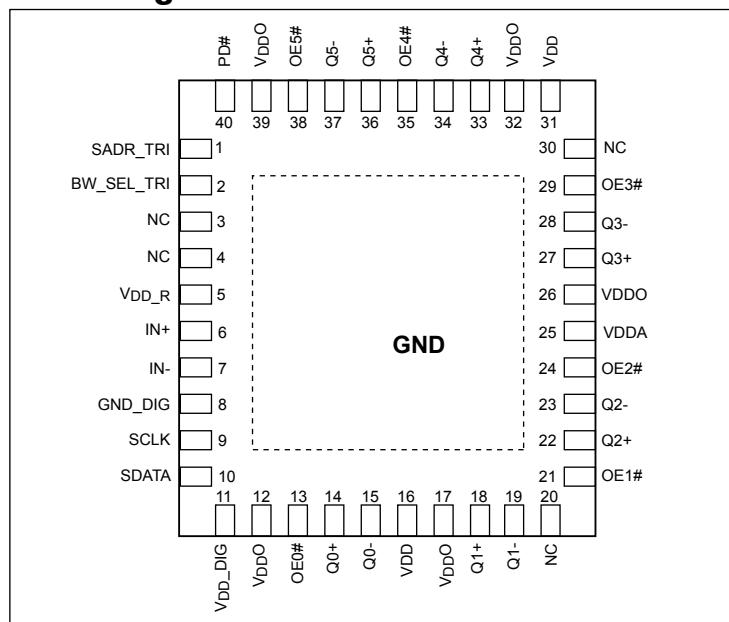 PD#
VDDO
OE5#
Q5-
Q5+
OE4#
Q4-
Q4+
VDDO
VDD
40 39 38 37 36 35 34 33 32 31
SADR_TRI 1
BW_SEL_TRI 2
NC 3
NC 4
VDD_R 5
IN+ 6
IN- 7
GND_DIG 8
SCLK 9
SDATA 10
GND
30 NC
29 OE3#
28 Q3-
27 Q3+
26 VDDO
25 VDDA
24 OE2#
23 Q2-
22 Q2+
21 OE1#
11 12 13 14 15 16 17 18 19 20
VDD_DIG
VDDO
OE0#
Q0+
Q0-
VDD
VDDO
Q1+
Q1-
NC